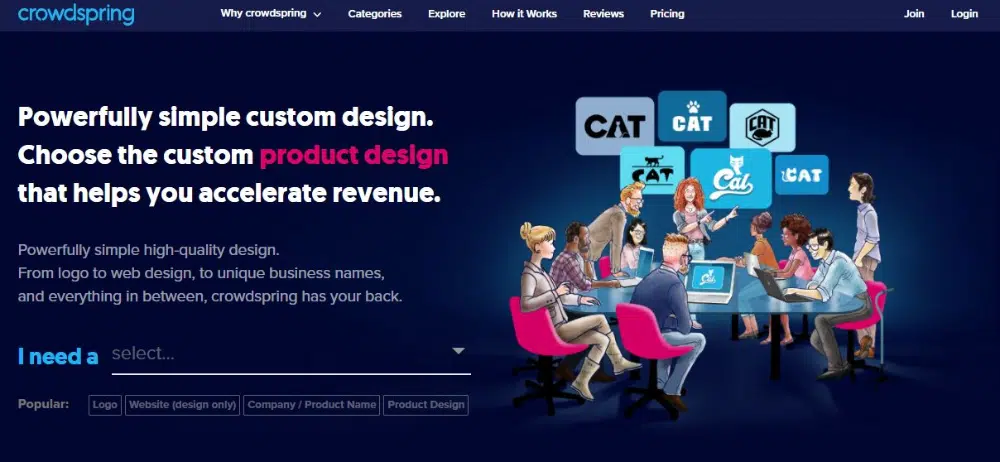 crowdspring
Why crowdspring
Categories
Explore
How it Works
Reviews
Pricing
Join
Login
Powerfully simple custom design.
Choose the custom product design
that helps you accelerate revenue.
Powerfully simple high-quality design.
From logo to web design, to unique business names,
and everything in between, crowdspring has your back.
I need a select...
Popular:
Logo
Website (design only)
Company / Product Name
Product Design
CAT
CAT
CAT
CAT
Cat
CAT
Cat